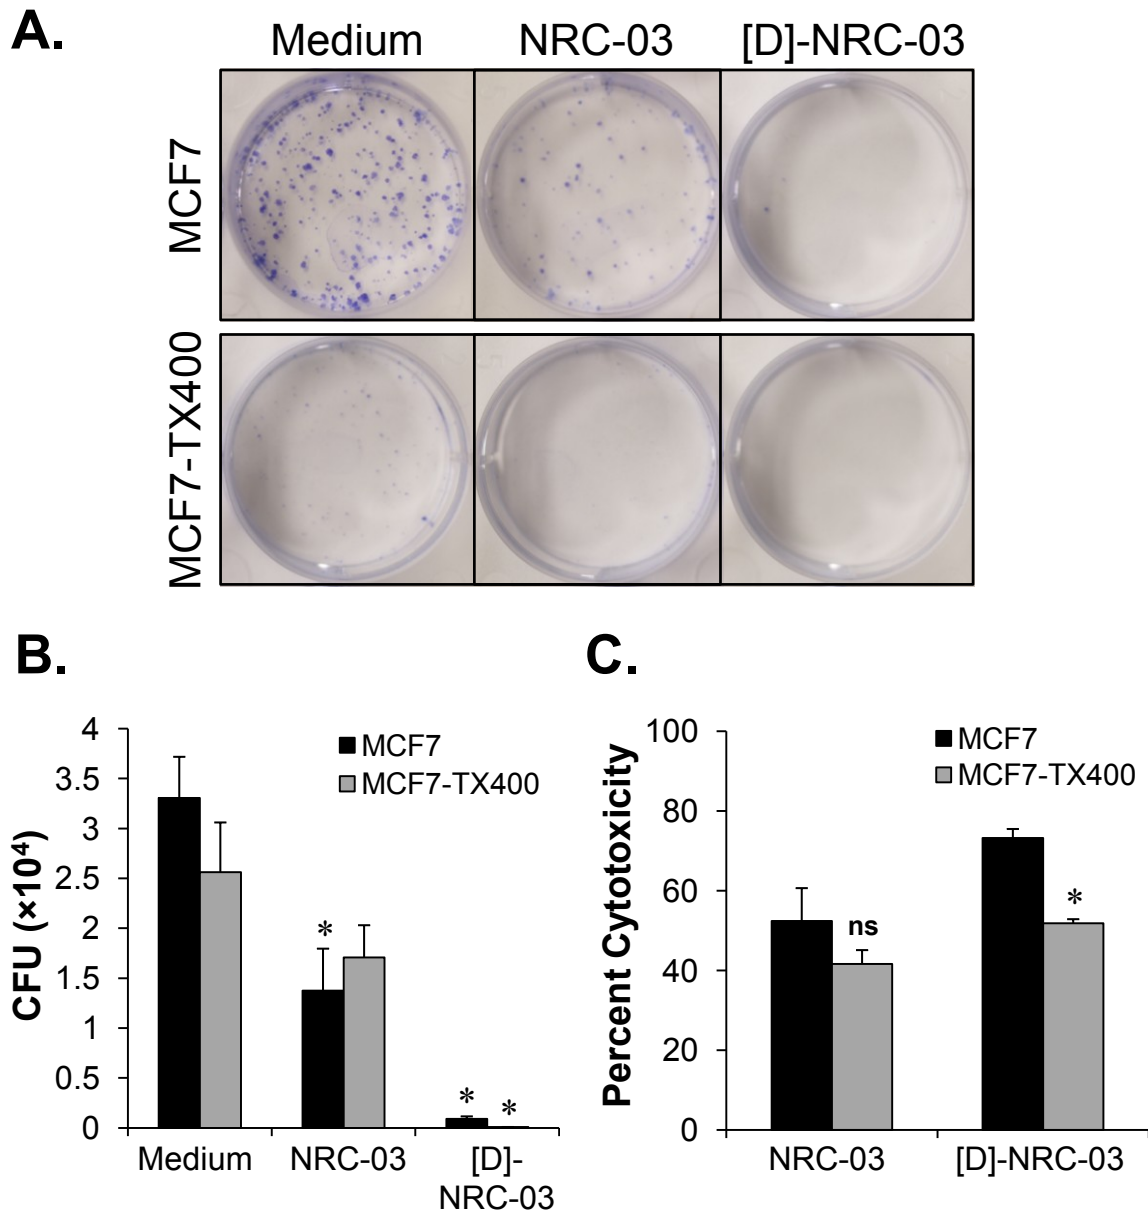 A.
Medium NRC-03 [D]-NRC-03
MCF7
MCF7-TX400
B.
CFU (×10⁴)
4
3.5
3
2.5
2
1.5
1
0.5
0
MCF7
MCF7-TX400
*
* *
Medium NRC-03 [D]-
NRC-03
C.
Percent Cytotoxicity
100
80
60
40
20
0
MCF7
MCF7-TX400
ns
*
NRC-03 [D]-NRC-03